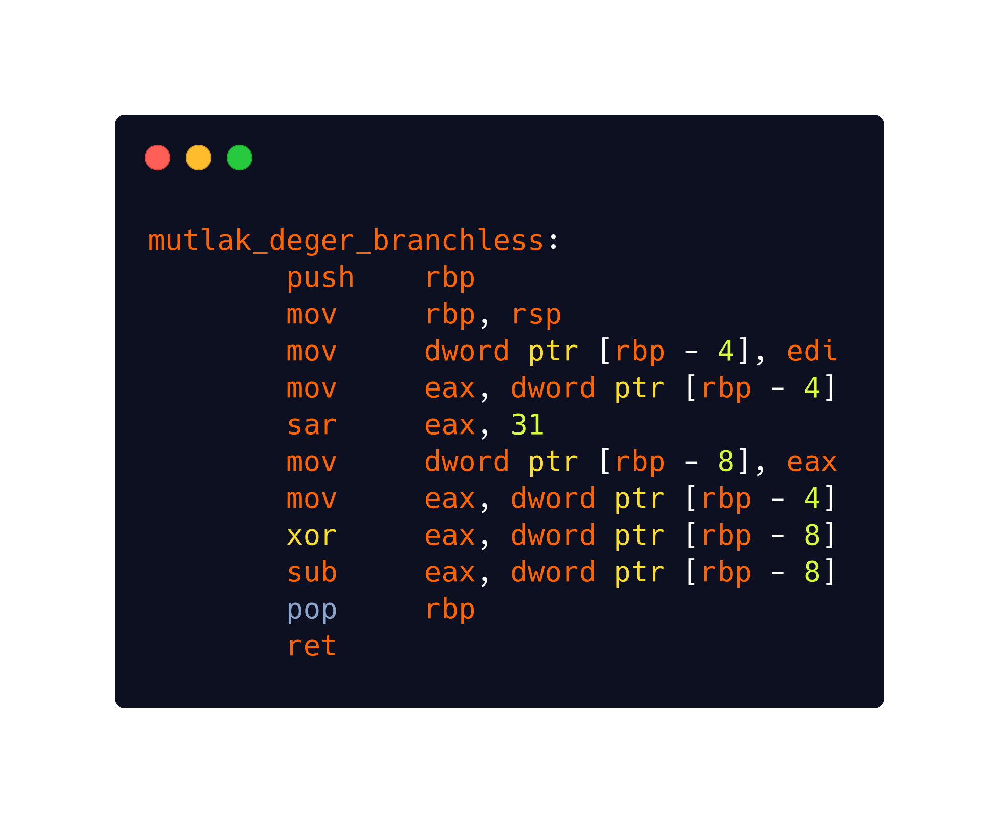 mutlak_deger_branchless:
        push    rbp
        mov     rbp, rsp
        mov     dword ptr [rbp - 4], edi
        mov     eax, dword ptr [rbp - 4]
        sar     eax, 31
        mov     dword ptr [rbp - 8], eax
        mov     eax, dword ptr [rbp - 4]
        xor     eax, dword ptr [rbp - 8]
        sub     eax, dword ptr [rbp - 8]
        pop     rbp
        ret